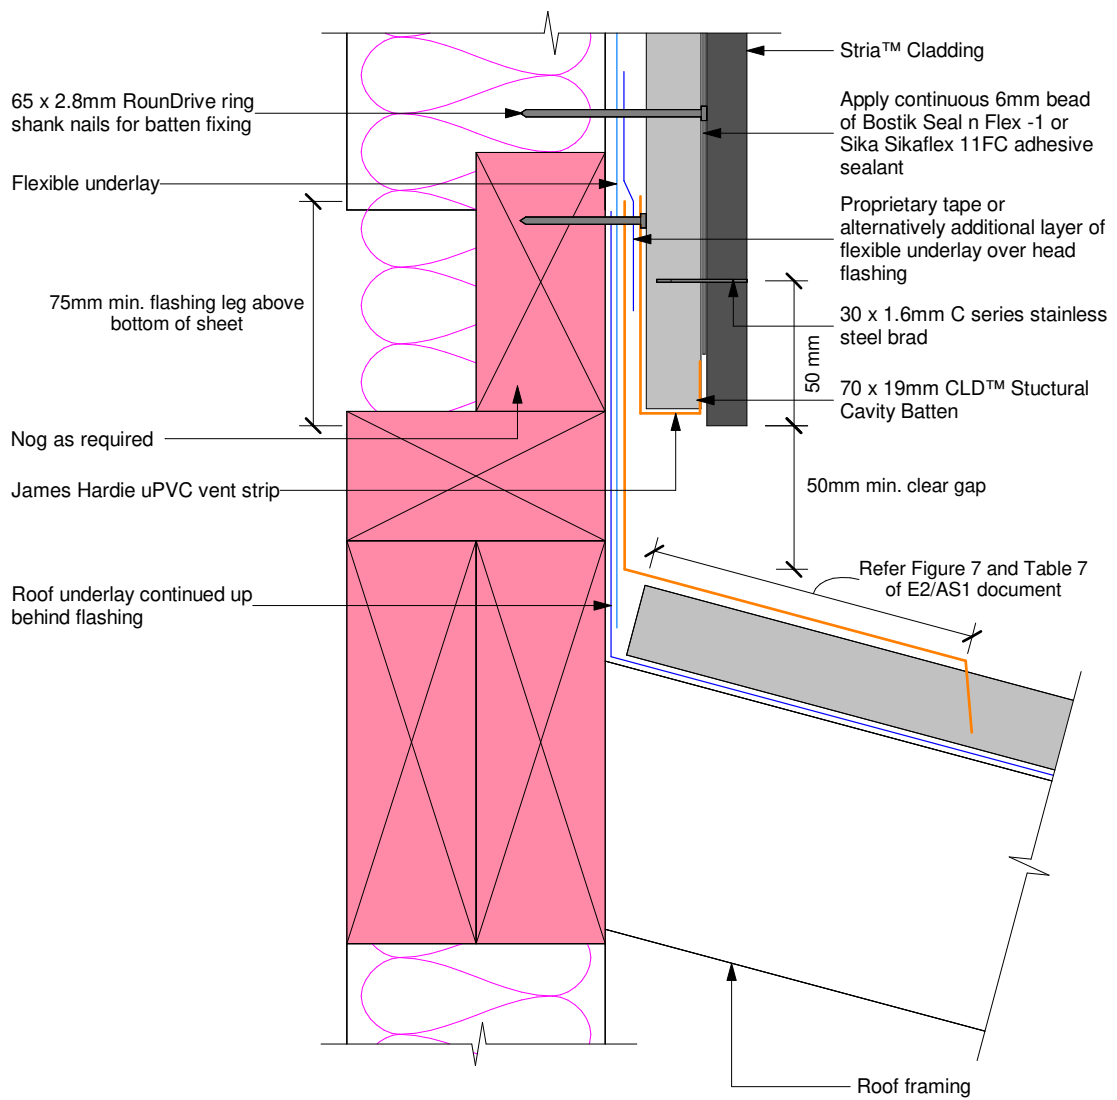 65 x 2.8mm RounDrive ring
shank nails for batten fixing
Flexible underlay
75mm min. flashing leg above
bottom of sheet
Nog as required
James Hardie uPVC vent strip
Roof underlay continued up
behind flashing
Stria™ Cladding
Apply continuous 6mm bead
of Bostik Seal n Flex -1 or
Sika Sikaflex 11FC adhesive
sealant
Proprietary tape or
alternatively additional layer of
flexible underlay over head
flashing
30 x 1.6mm C series stainless
steel brad
50 mm
70 x 19mm CLD™ Stuctural
Cavity Batten
50mm min. clear gap
Refer Figure 7 and Table 7
of E2/AS1 document
Roof framing